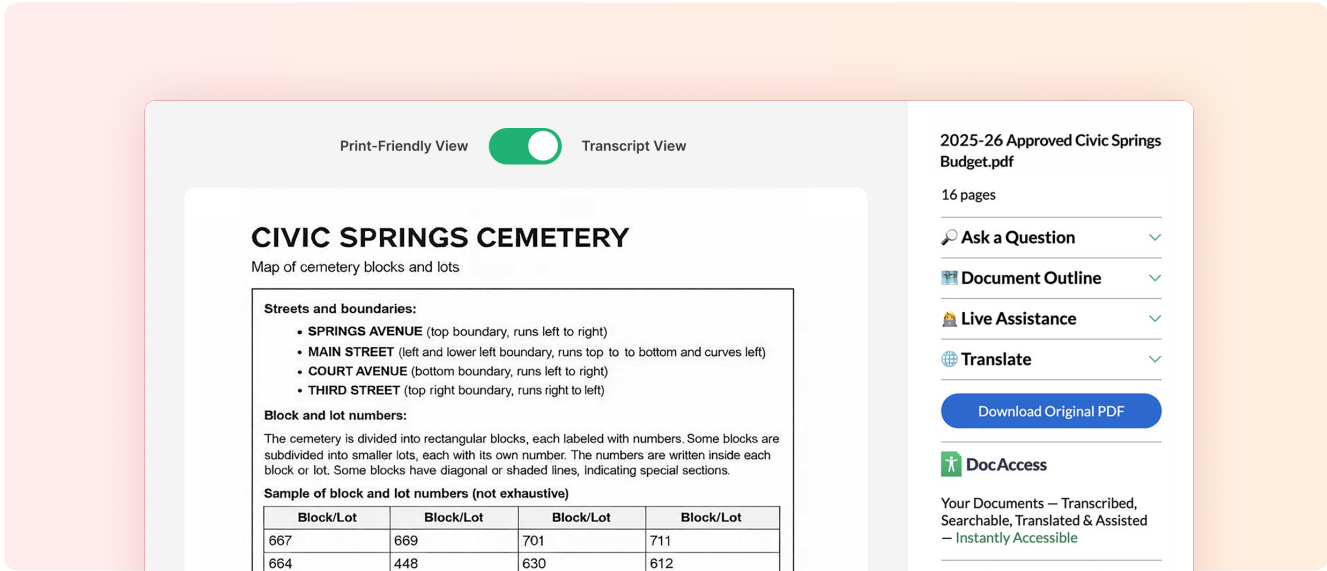 Print-Friendly View Transcript View
CIVIC SPRINGS CEMETERY
Map of cemetery blocks and lots
Streets and boundaries:
• SPRINGS AVENUE (top boundary, runs left to right)
• MAIN STREET (left and lower left boundary, runs top to to bottom and curves left)
• COURT AVENUE (bottom boundary, runs left to right)
• THIRD STREET (top right boundary, runs right to left)
Block and lot numbers:
The cemetery is divided into rectangular blocks, each labeled with numbers. Some blocks are
subdivided into smaller lots, each with its own number. The numbers are written inside each
block or lot. Some blocks have diagonal or shaded lines, indicating special sections.
Sample of block and lot numbers (not exhaustive)
Block/Lot Block/Lot Block/Lot Block/Lot
667 669 701 711
664 448 630 612
2025-26 Approved Civic Springs
Budget.pdf
16 pages
Ask a Question
Document Outline
Live Assistance
Translate
Download Original PDF
DocAccess
Your Documents — Transcribed,
Searchable, Translated & Assisted
— Instantly Accessible